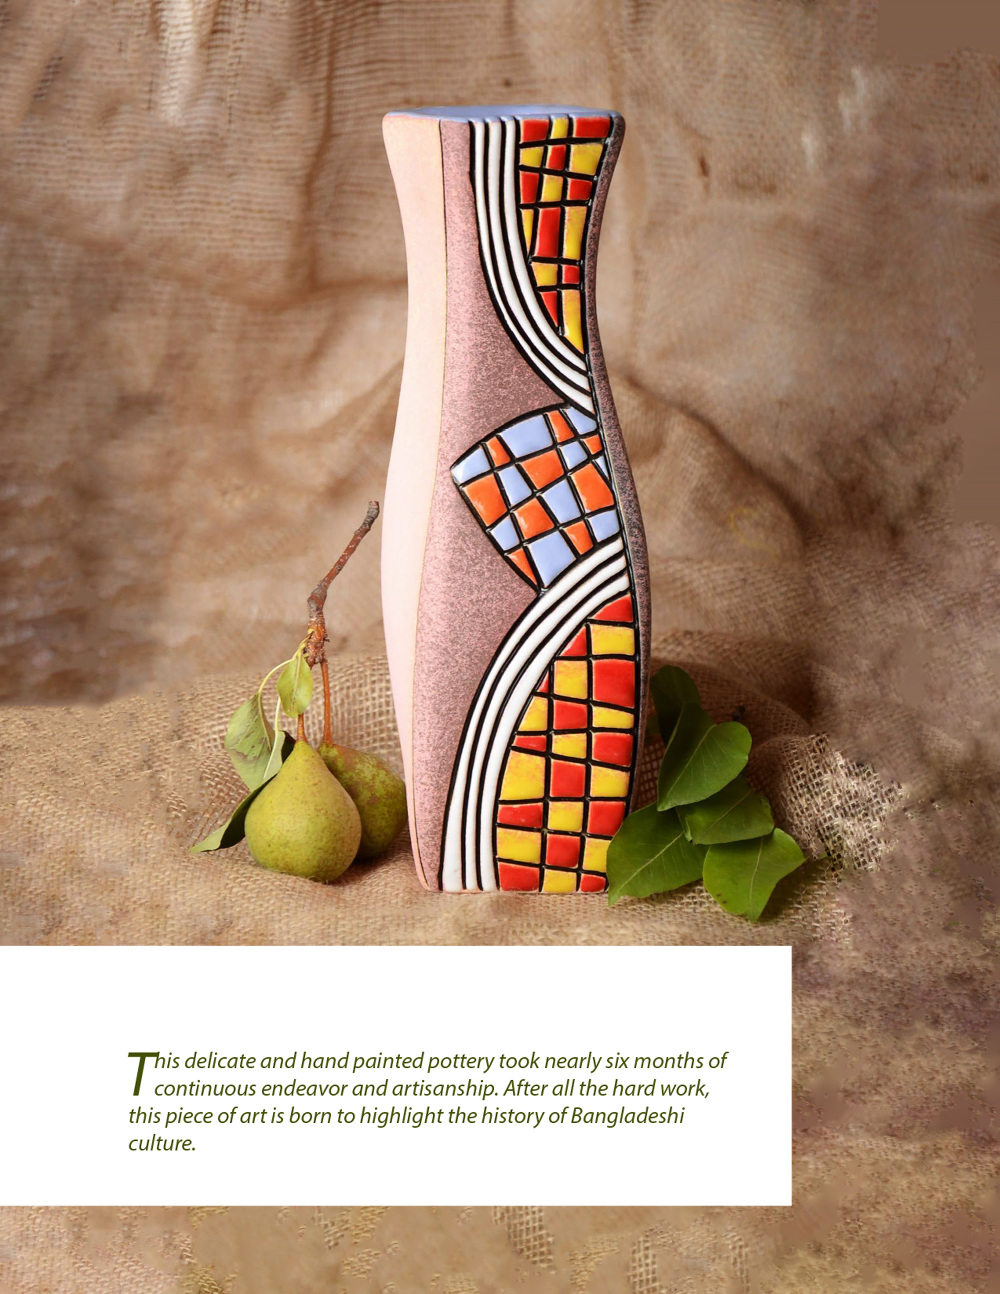 This delicate and hand painted pottery took nearly six months of
continuous endeavor and artisanship. After all the hard work,
this piece of art is born to highlight the history of Bangladeshi
culture.